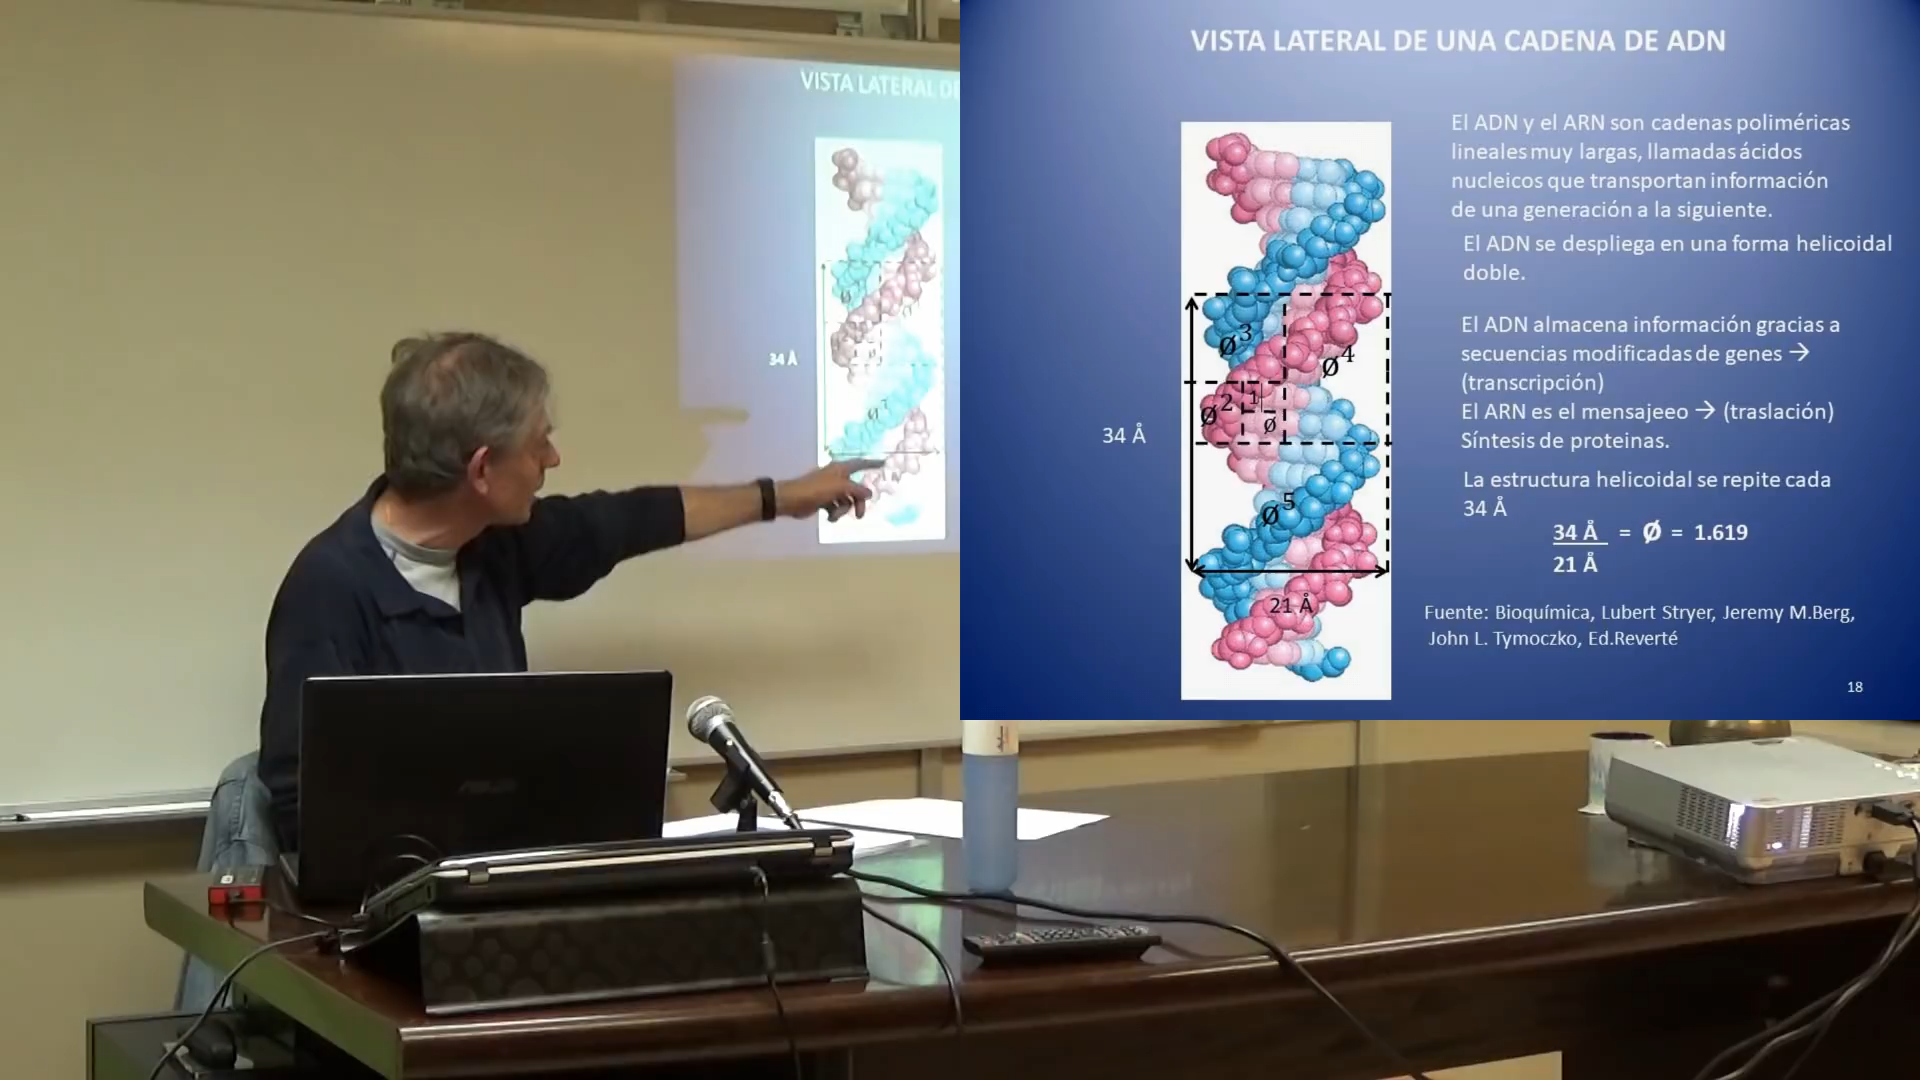 VISTA LATERAL DE
34 Å
VISTA LATERAL DE UNA CADENA DE ADN
El ADN y el ARN son cadenas poliméricas
lineales muy largas, llamadas ácidos
nucleicos que transportan información
de una generación a la siguiente.
El ADN se despliega en una forma helicoidal
doble.
El ADN almacena información gracias a
secuencias modificadas de genes →
(transcripción)
El ARN es el mensajeeo → (traslación)
Síntesis de proteinas.
La estructura helicoidal se repite cada
34 Å
34 Å = Ø = 1.619
21 Å
Fuente: Bioquímica, Lubert Stryer, Jeremy M.Berg,
John L. Tymoczko, Ed.Reverté
18
34 Å
Ø³
Ø⁴
Ø²
1
Ø
Ø⁵
21 Å